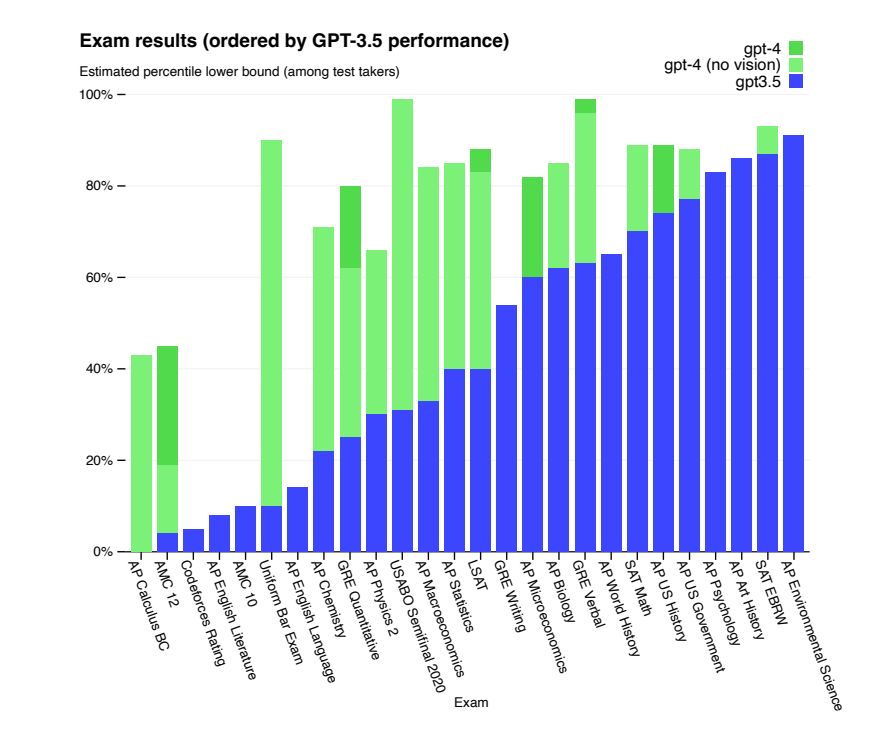 Exam results (ordered by GPT-3.5 performance)
Estimated percentile lower bound (among test takers)
gpt-4
gpt-4 (no vision)
gpt3.5
100%
80%
60%
40%
20%
0%
AP Calculus BC
AMC 12
Codeforces Rating
AP English Literature
AMC 10
Uniform Bar Exam
AP English Language
AP Chemistry
GRE Quantitative
AP Physics 2
USABO Semifinal 2020
AP Macroeconomics
AP Statistics
LSAT
GRE Writing
AP Microeconomics
AP Biology
GRE Verbal
AP World History
SAT Math
AP US History
AP US Government
AP Psychology
AP Art History
SAT EBRW
AP Environmental Science
Exam